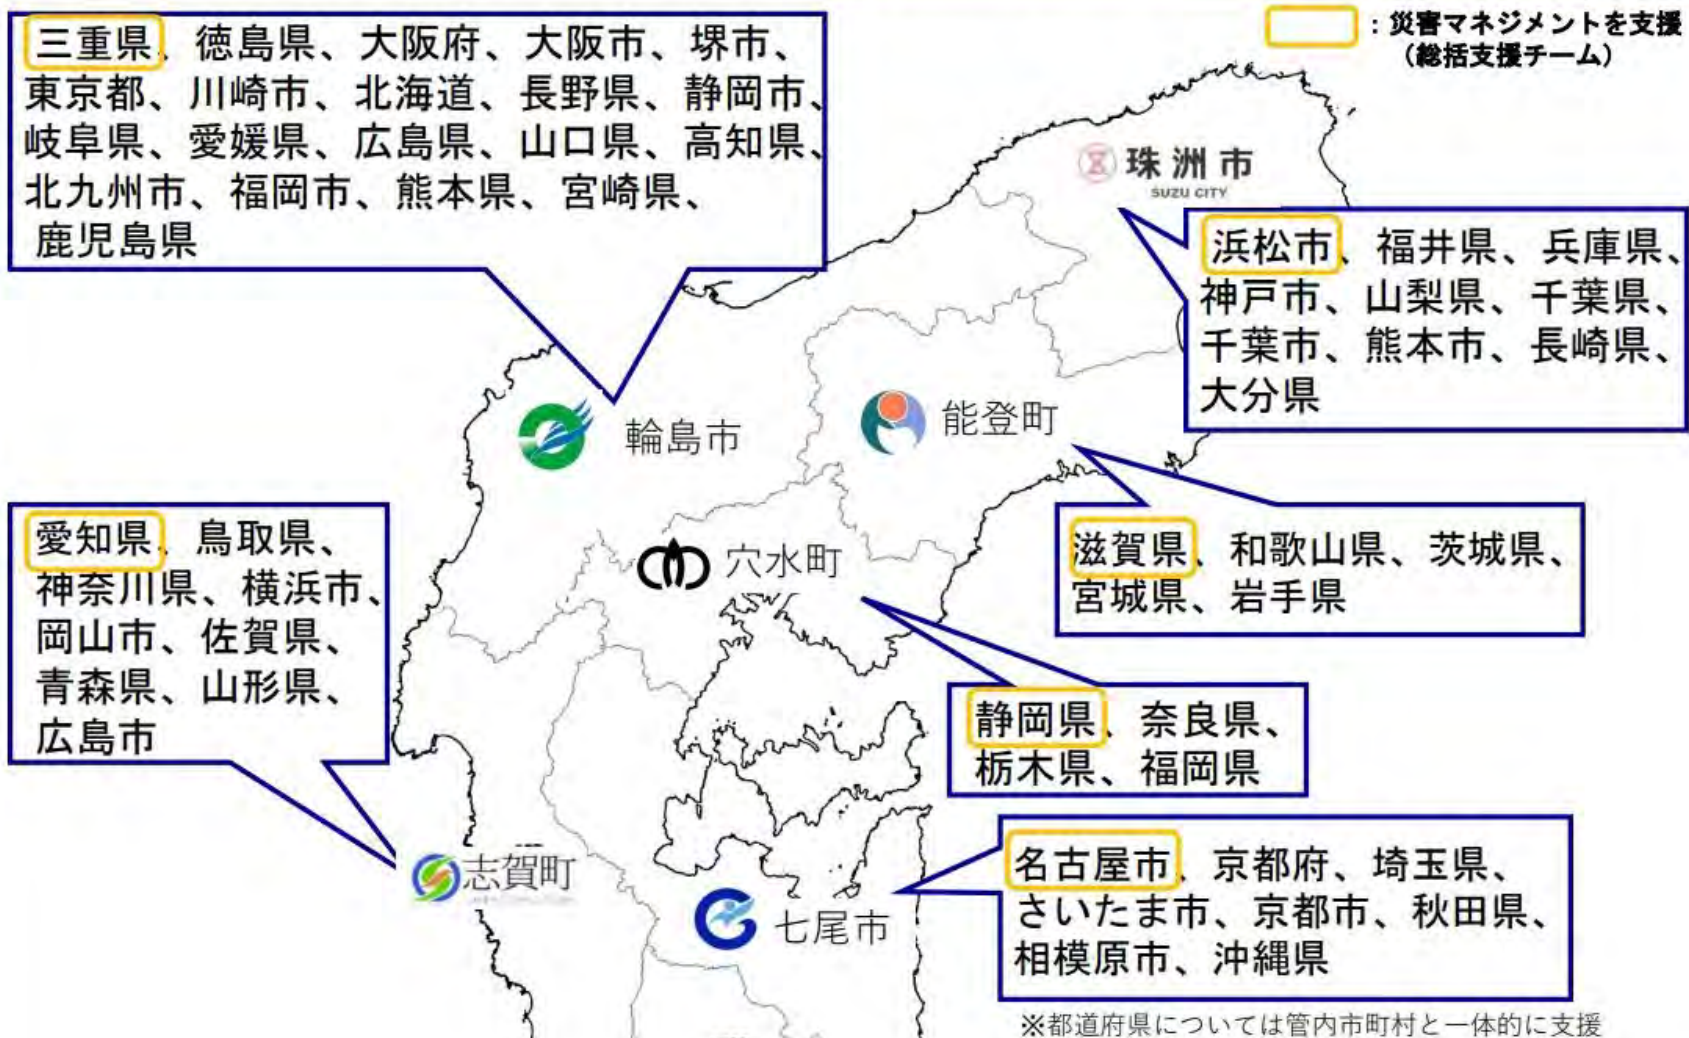 三重県、徳島県、大阪府、大阪市、堺市、
東京都、川崎市、北海道、長野県、静岡市、
岐阜県、愛媛県、広島県、山口県、高知県、
北九州市、福岡市、熊本県、宮崎県、
鹿児島県
：災害マネジメントを支援
（総括支援チーム）
珠洲市
SUZU CITY
浜松市、福井県、兵庫県、
神戸市、山梨県、千葉県、
千葉市、熊本市、長崎県、
大分県
輪島市
能登町
愛知県、鳥取県、
神奈川県、横浜市、
岡山市、佐賀県、
青森県、山形県、
広島市
穴水町
滋賀県、和歌山県、茨城県、
宮城県、岩手県
静岡県、奈良県、
栃木県、福岡県
志賀町
七尾市
名古屋市、京都府、埼玉県、
さいたま市、京都市、秋田県、
相模原市、沖縄県
※都道府県については管内市町村と一体的に支援